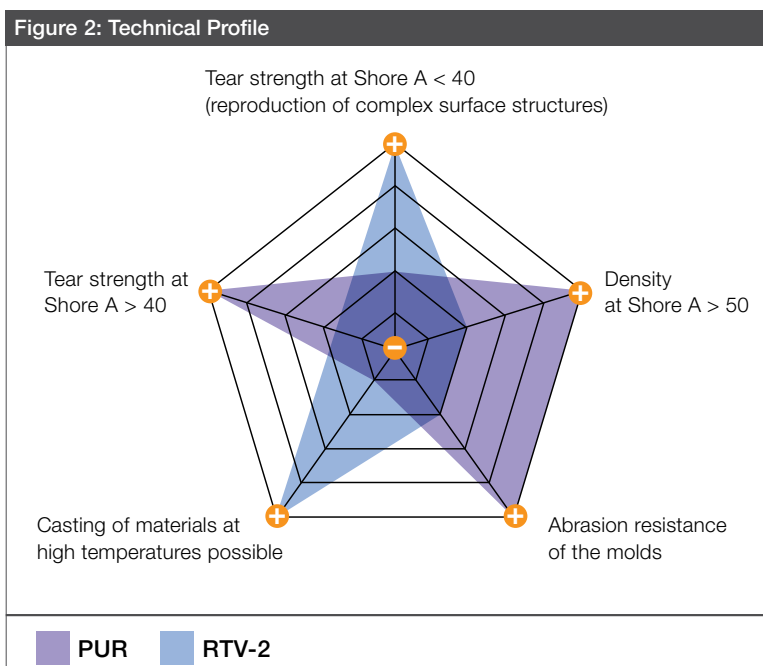 Figure 2: Technical Profile
Tear strength at Shore A < 40
(reproduction of complex surface structures)
Tear strength at
Shore A > 40
Density
at Shore A > 50
Casting of materials at
high temperatures possible
Abrasion resistance
of the molds
PUR
RTV-2